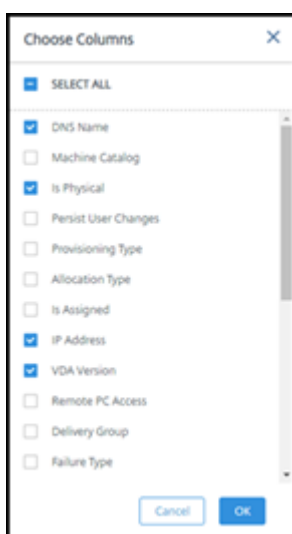 Choose Columns
SELECT ALL
DNS Name
Machine Catalog
Is Physical
Persist User Changes
Provisioning Type
Allocation Type
Is Assigned
IP Address
VDA Version
Remote PC Access
Delivery Group
Failure Type
Cancel
OK